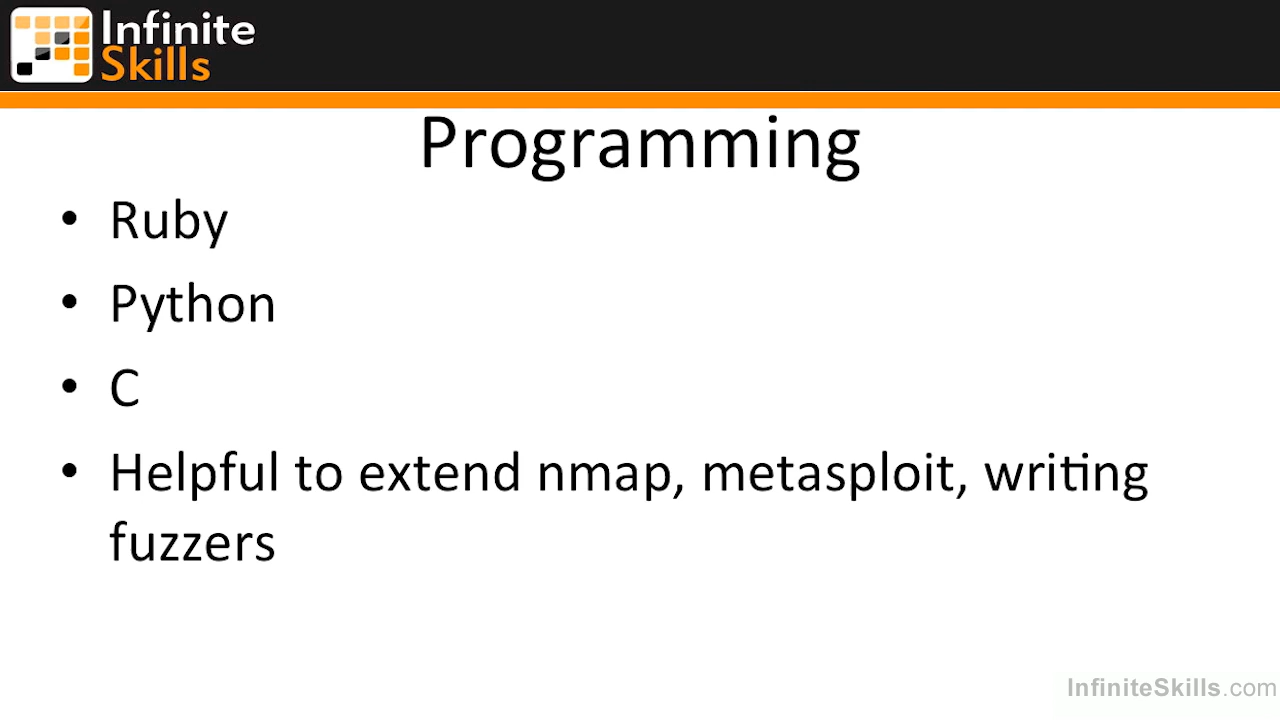 Infinite
Skills
Programming
• Ruby
• Python
• C
• Helpful to extend nmap, metasploit, writing
fuzzers
InfiniteSkills.com